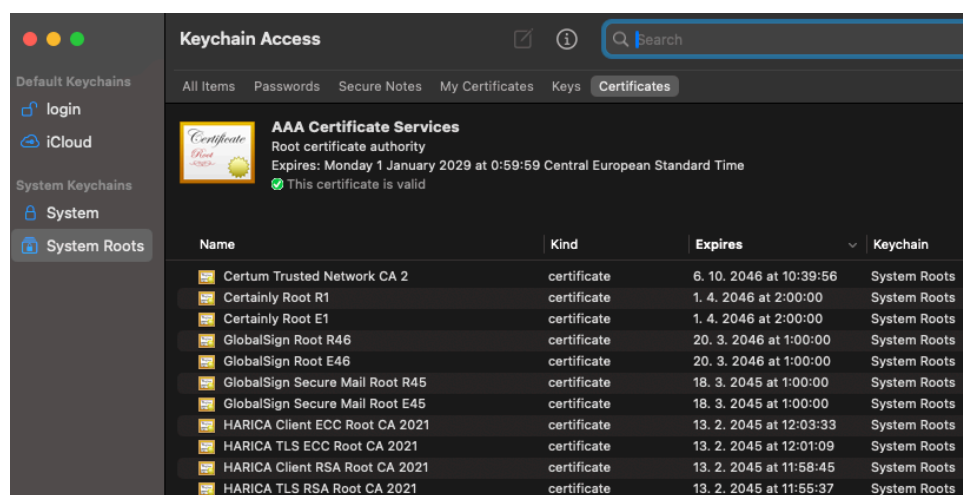 Keychain Access
Search
Default Keychains
login
iCloud
System Keychains
System
System Roots
All Items Passwords Secure Notes My Certificates Keys Certificates
Certificate
Root
AAA Certificate Services
Root certificate authority
Expires: Monday 1 January 2029 at 0:59:59 Central European Standard Time
This certificate is valid
Name Kind Expires Keychain
Certum Trusted Network CA 2 certificate 6. 10. 2046 at 10:39:56 System Roots
Certainly Root R1 certificate 1. 4. 2046 at 2:00:00 System Roots
Certainly Root E1 certificate 1. 4. 2046 at 2:00:00 System Roots
GlobalSign Root R46 certificate 20. 3. 2046 at 1:00:00 System Roots
GlobalSign Root E46 certificate 20. 3. 2046 at 1:00:00 System Roots
GlobalSign Secure Mail Root R45 certificate 18. 3. 2045 at 1:00:00 System Roots
GlobalSign Secure Mail Root E45 certificate 18. 3. 2045 at 1:00:00 System Roots
HARICA Client ECC Root CA 2021 certificate 13. 2. 2045 at 12:03:33 System Roots
HARICA TLS ECC Root CA 2021 certificate 13. 2. 2045 at 12:01:09 System Roots
HARICA Client RSA Root CA 2021 certificate 13. 2. 2045 at 11:58:45 System Roots
HARICA TLS RSA Root CA 2021 certificate 13. 2. 2045 at 11:55:37 System Roots